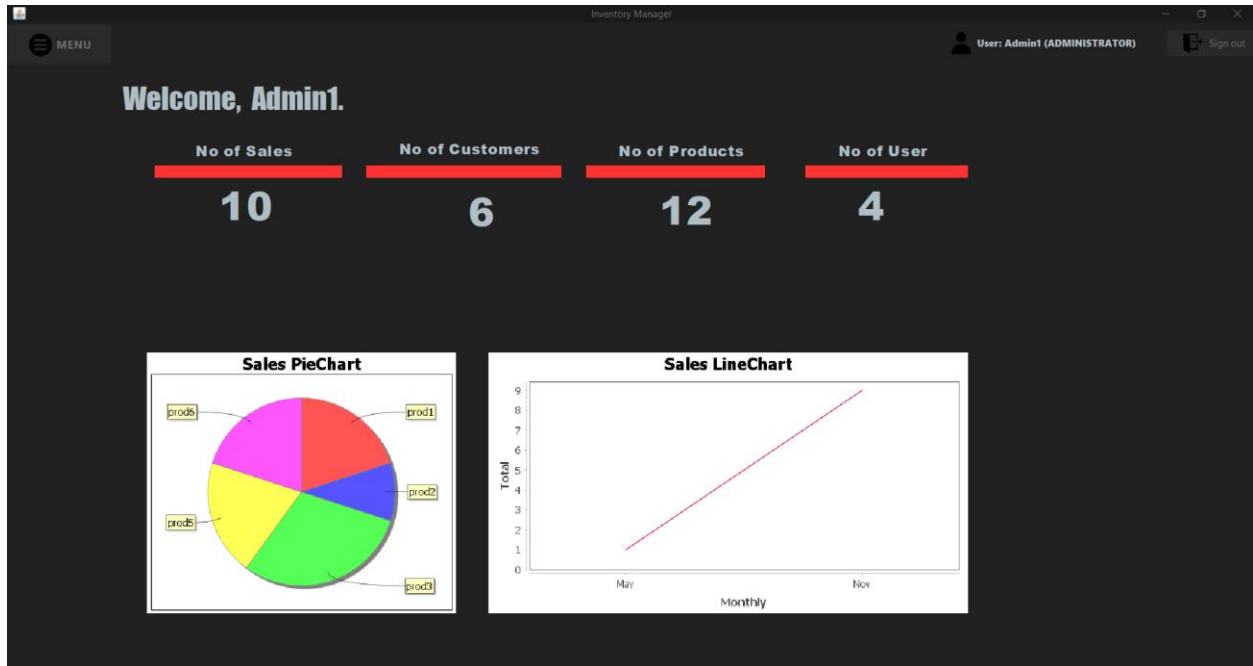 Inventory Manager
MENU
User: Admin1 (ADMINISTRATOR)
Sign out
Welcome, Admin1.
No of Sales
No of Customers
No of Products
No of User
10
6
12
4
Sales PieChart
prod6
prod1
prod2
prod5
prod3
Sales LineChart
9
8
7
6
5
4
3
2
1
0
Total
May
Nov
Monthly